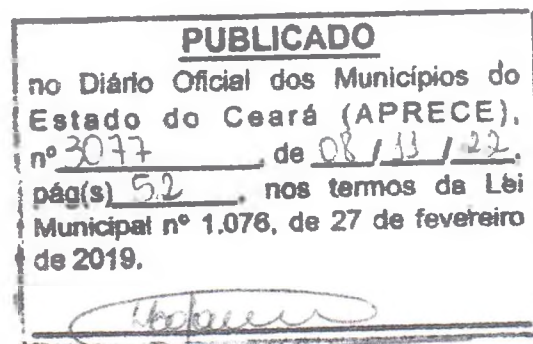 PUBLICADO
no Diário Oficial dos Municípios do
Estado do Ceará (APRECE),
nº 3077, de 08/11/22,
pág(s) 52, nos termos da Lei
Municipal nº 1.076, de 27 de fevereiro
de 2019.